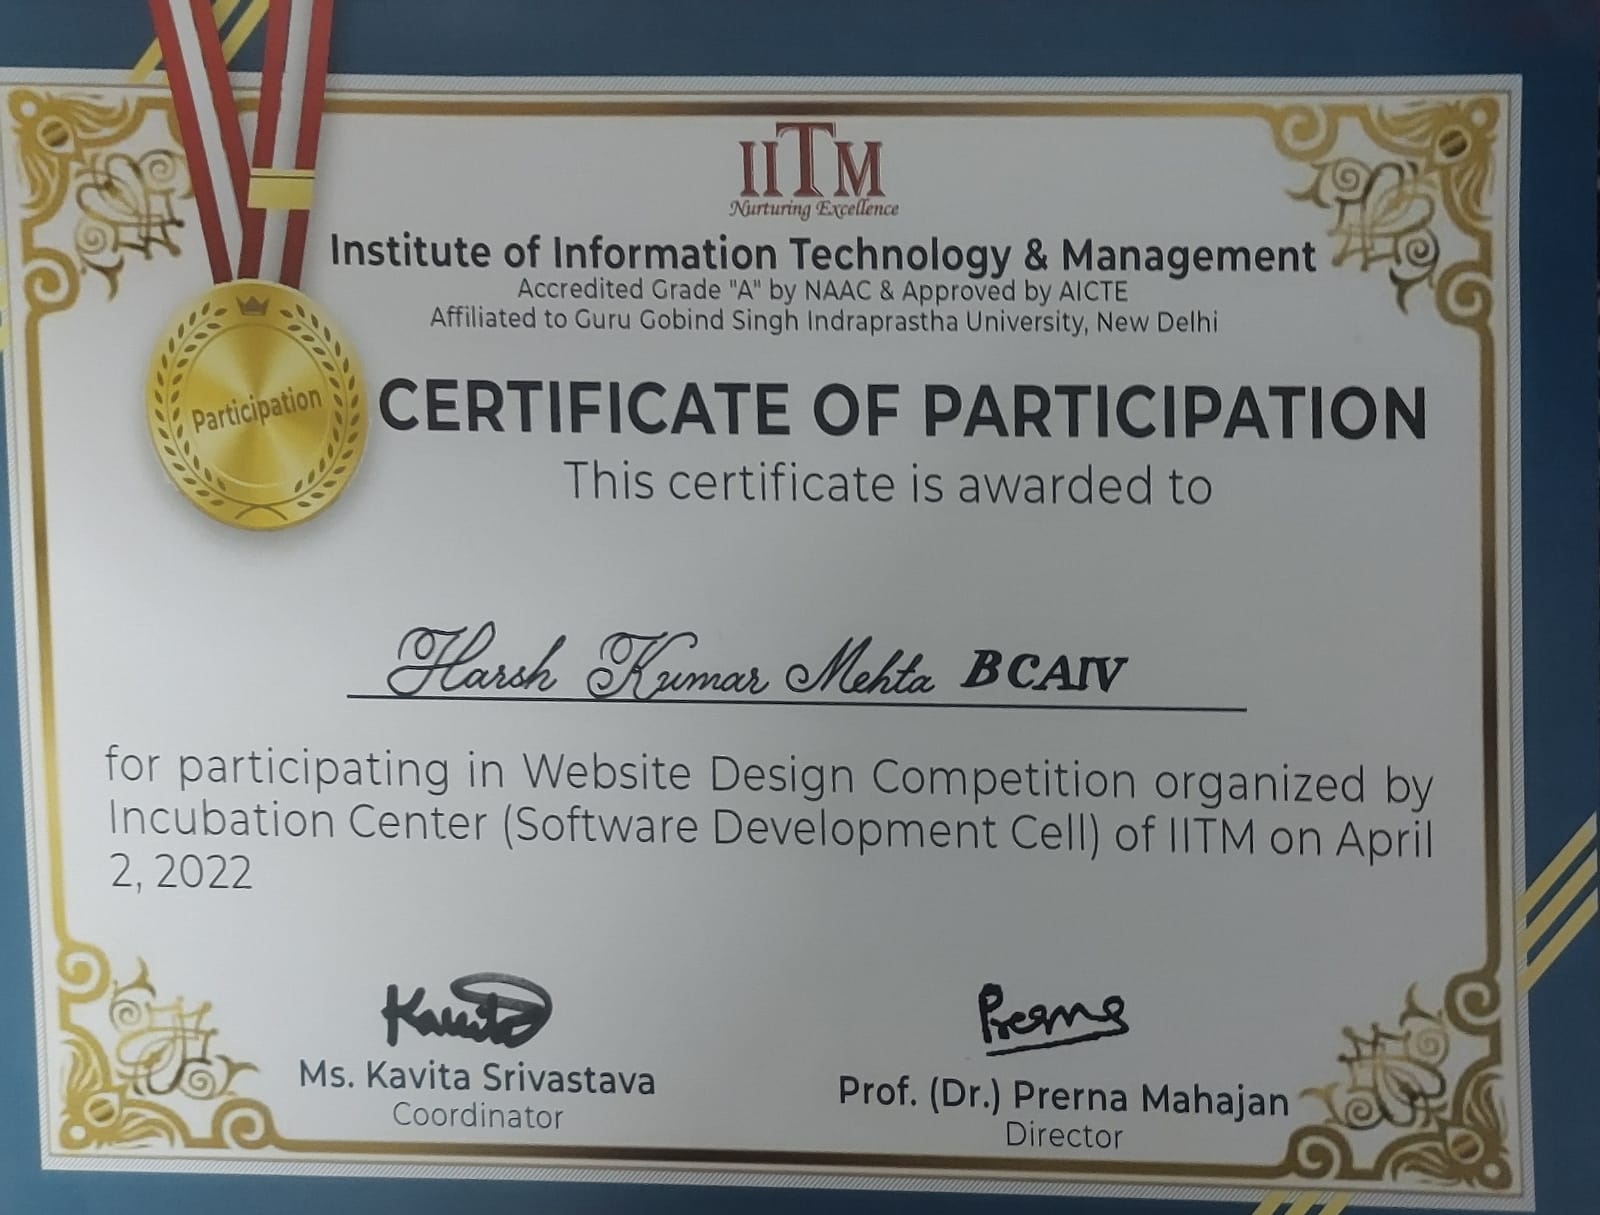 IITM
Nurturing Excellence
Institute of Information Technology & Management
Accredited Grade "A" by NAAC & Approved by AICTE
Affiliated to Guru Gobind Singh Indraprastha University, New Delhi
Participation
CERTIFICATE OF PARTICIPATION
This certificate is awarded to
Harsh Kumar Mehta BCAIV
for participating in Website Design Competition organized by
Incubation Center (Software Development Cell) of IITM on April
2, 2022
Kavita
Prerna
Ms. Kavita Srivastava
Coordinator
Prof. (Dr.) Prerna Mahajan
Director